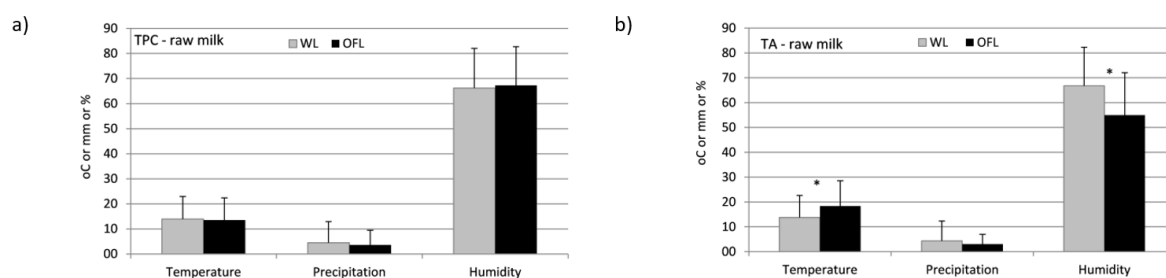 a)
TPC - raw milk
WL OFL
oC or mm or %
90
80
70
60
50
40
30
20
10
00
Temperature Precipitation Humidity
b)
TA - raw milk
WL OFL
oC or mm or %
90
80
70
60
50
40
30
20
10
00
*
*
Temperature Precipitation Humidity